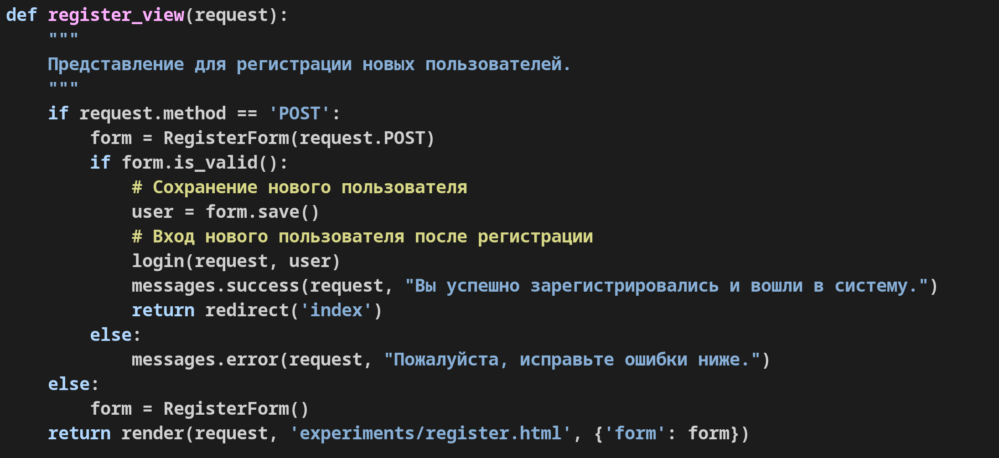 def register_view(request):
    """
    Представление для регистрации новых пользователей.
    """
    if request.method == 'POST':
        form = RegisterForm(request.POST)
        if form.is_valid():
            # Сохранение нового пользователя
            user = form.save()
            # Вход нового пользователя после регистрации
            login(request, user)
            messages.success(request, "Вы успешно зарегистрировались и вошли в систему.")
            return redirect('index')
        else:
            messages.error(request, "Пожалуйста, исправьте ошибки ниже.")
    else:
        form = RegisterForm()
    return render(request, 'experiments/register.html', {'form': form})